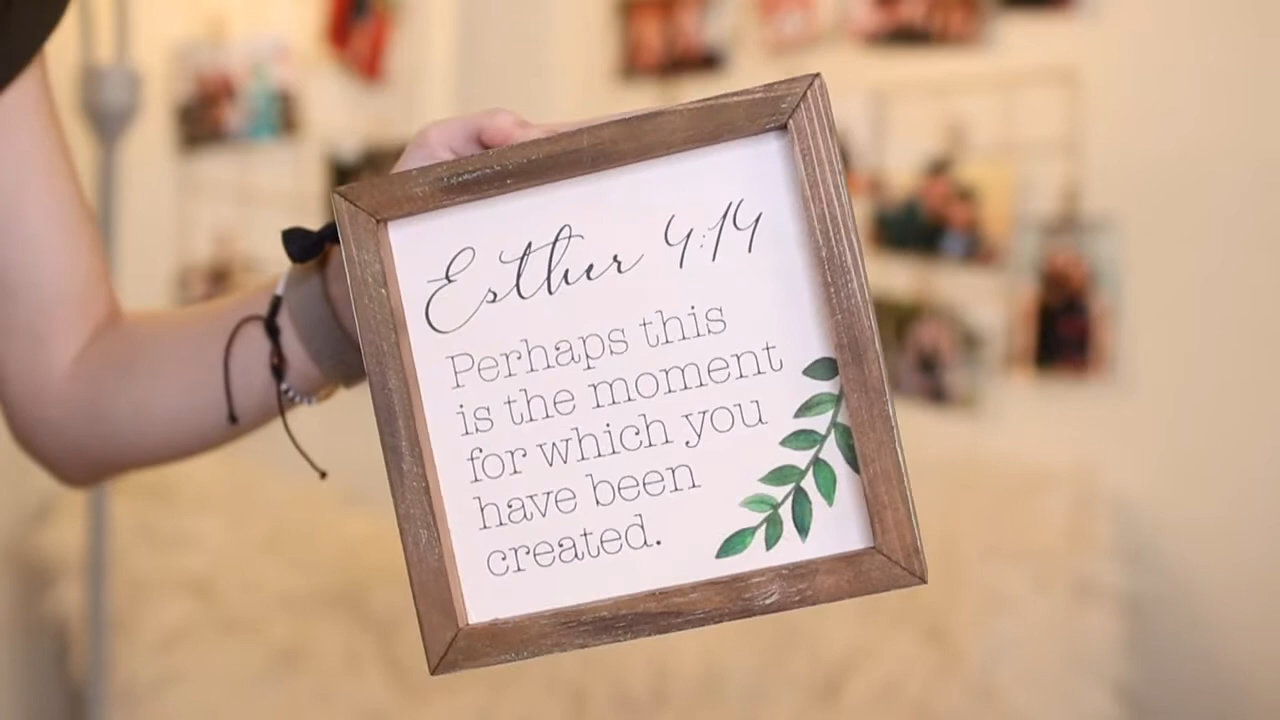 Esther 4:14
Perhaps this
is the moment
for which you
have been
created.